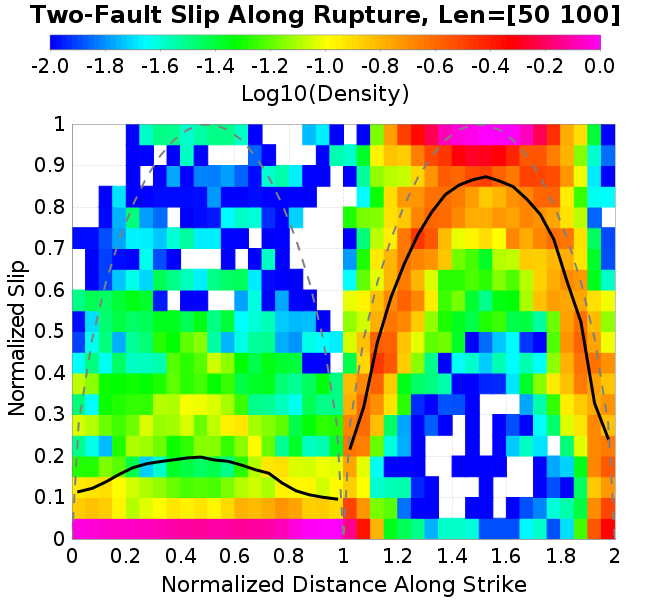 Two-Fault Slip Along Rupture, Len=[50 100]
-2.0 -1.8 -1.6 -1.4 -1.2 -1.0 -0.8 -0.6 -0.4 -0.2 0.0
Log10(Density)
1
0.9
0.8
0.7
0.6
0.5
0.4
0.3
0.2
0.1
0
Normalized Slip
0 0.2 0.4 0.6 0.8 1 1.2 1.4 1.6 1.8 2
Normalized Distance Along Strike